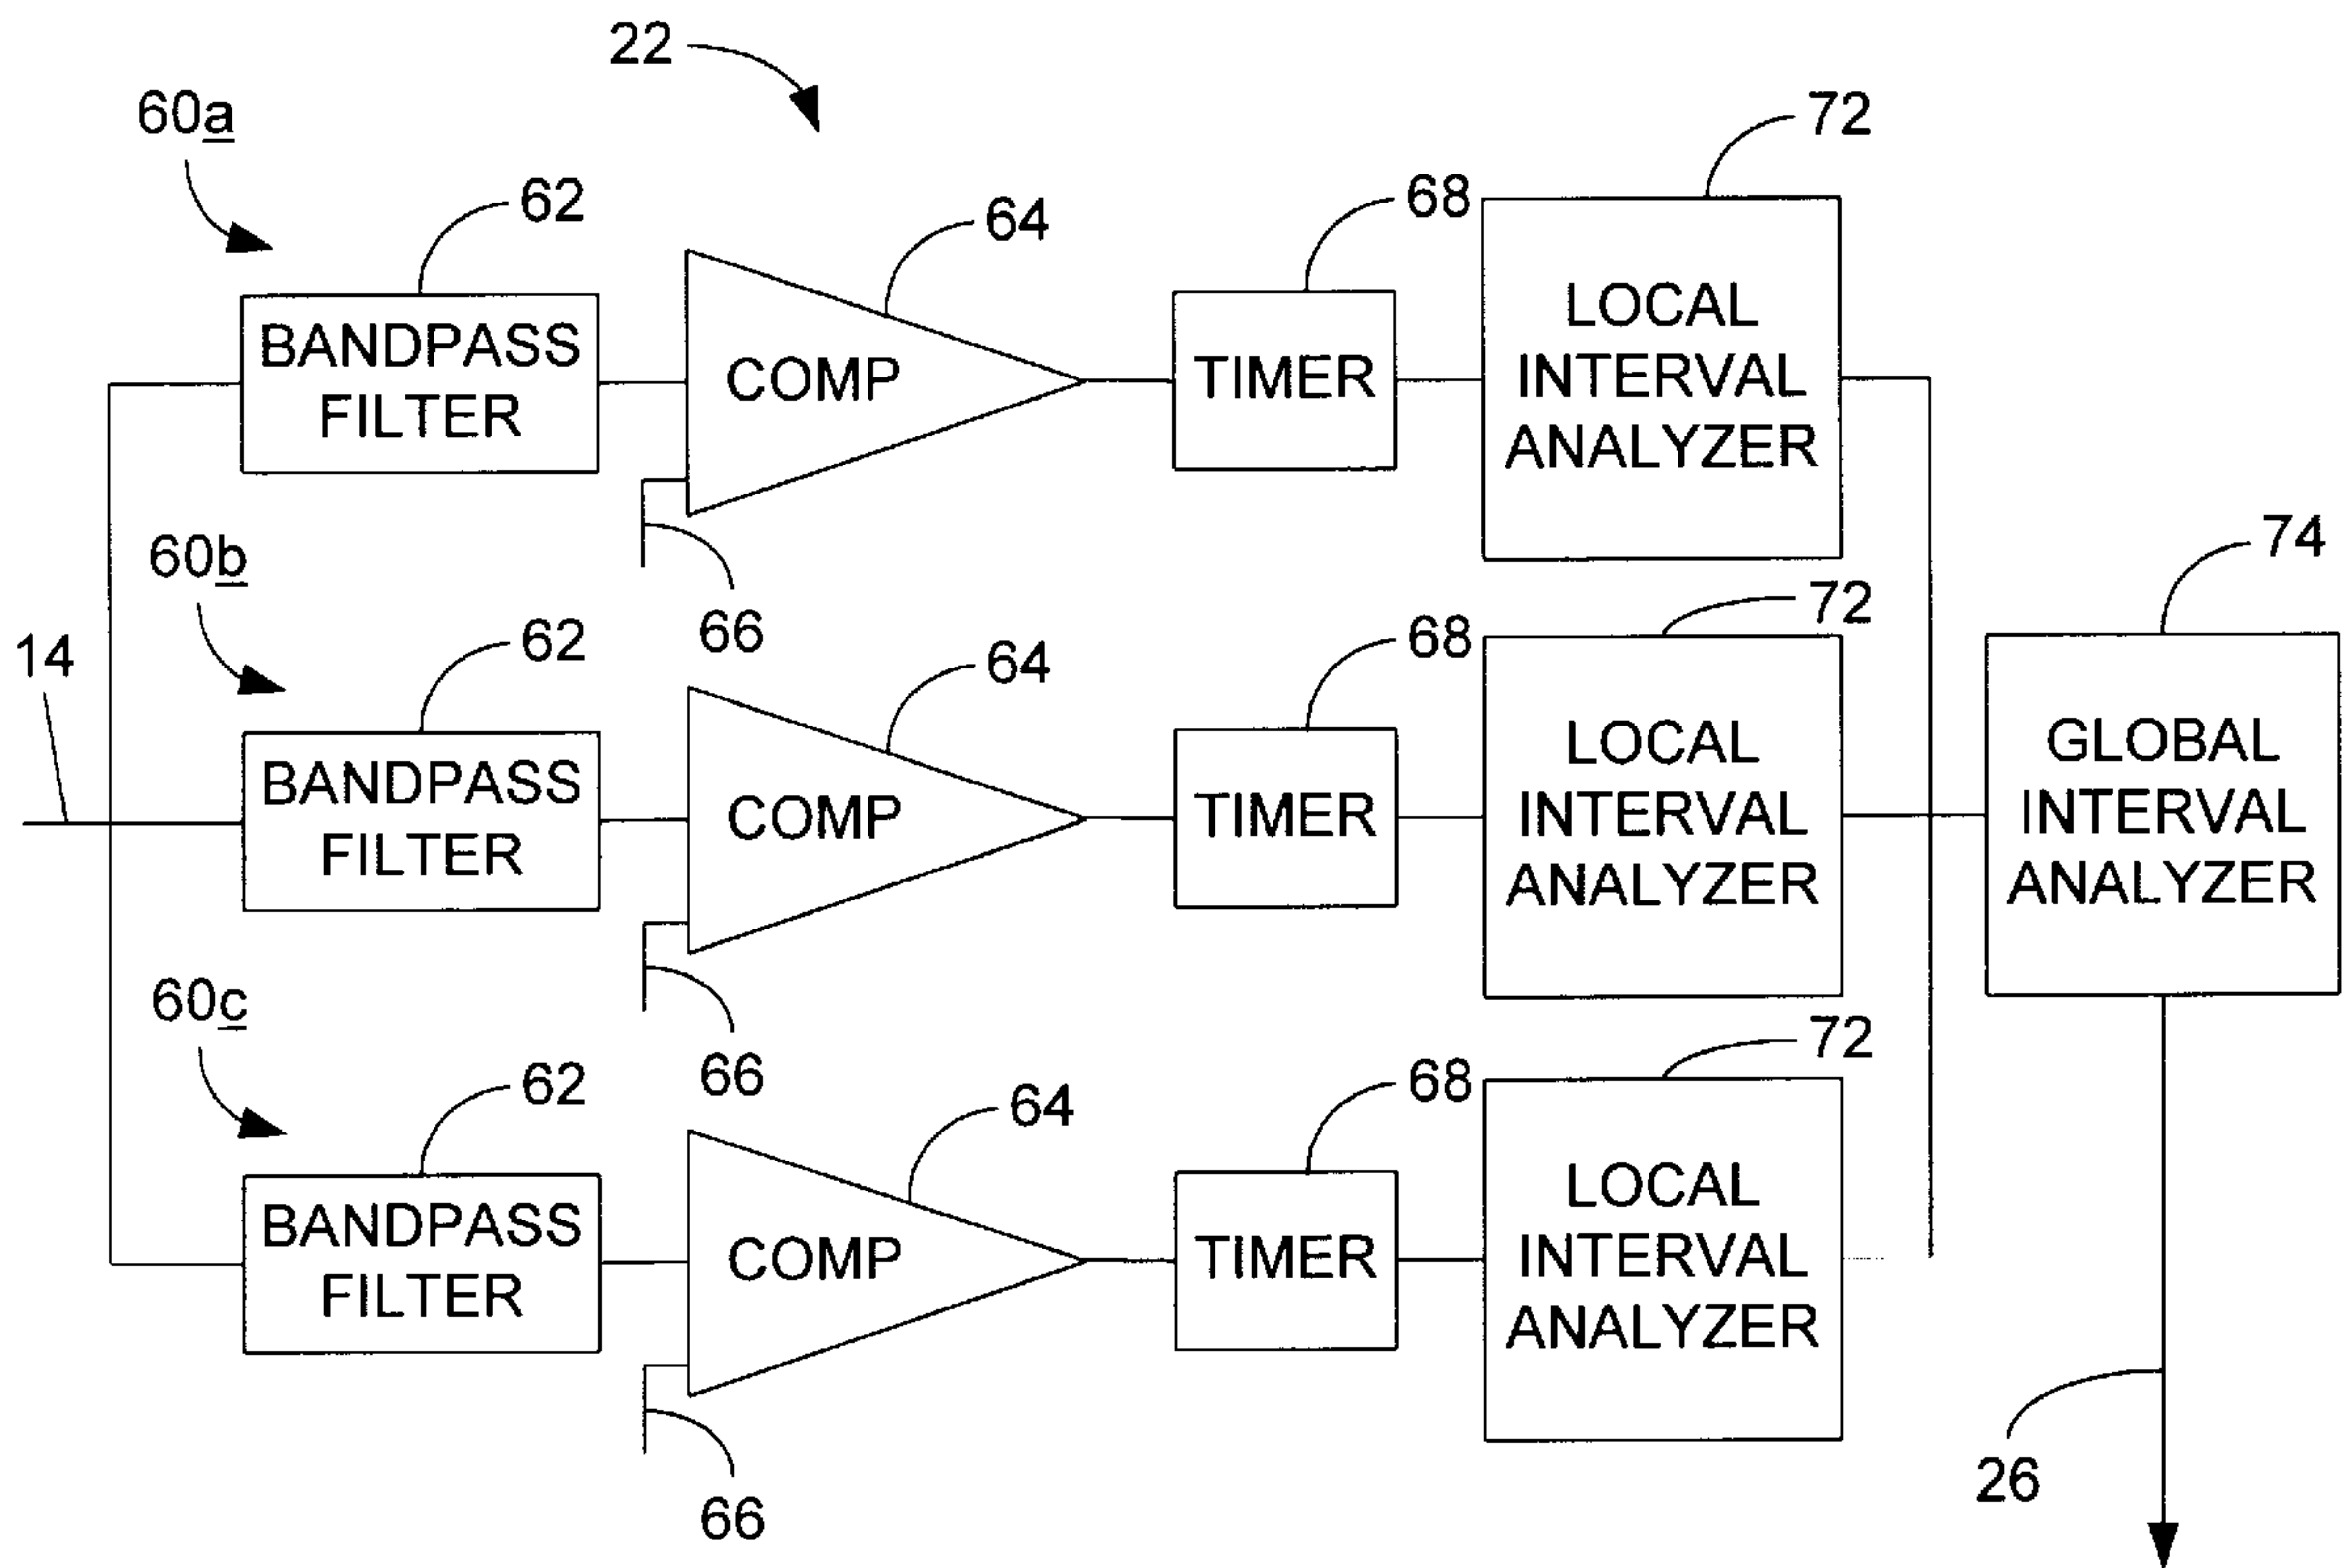 22
60a
62
64
68
72
BANDPASS
FILTER
COMP
TIMER
LOCAL
INTERVAL
ANALYZER
66
60b
14
62
64
68
72
74
BANDPASS
FILTER
COMP
TIMER
LOCAL
INTERVAL
ANALYZER
GLOBAL
INTERVAL
ANALYZER
66
60c
62
64
68
72
BANDPASS
FILTER
COMP
TIMER
LOCAL
INTERVAL
ANALYZER
66
26